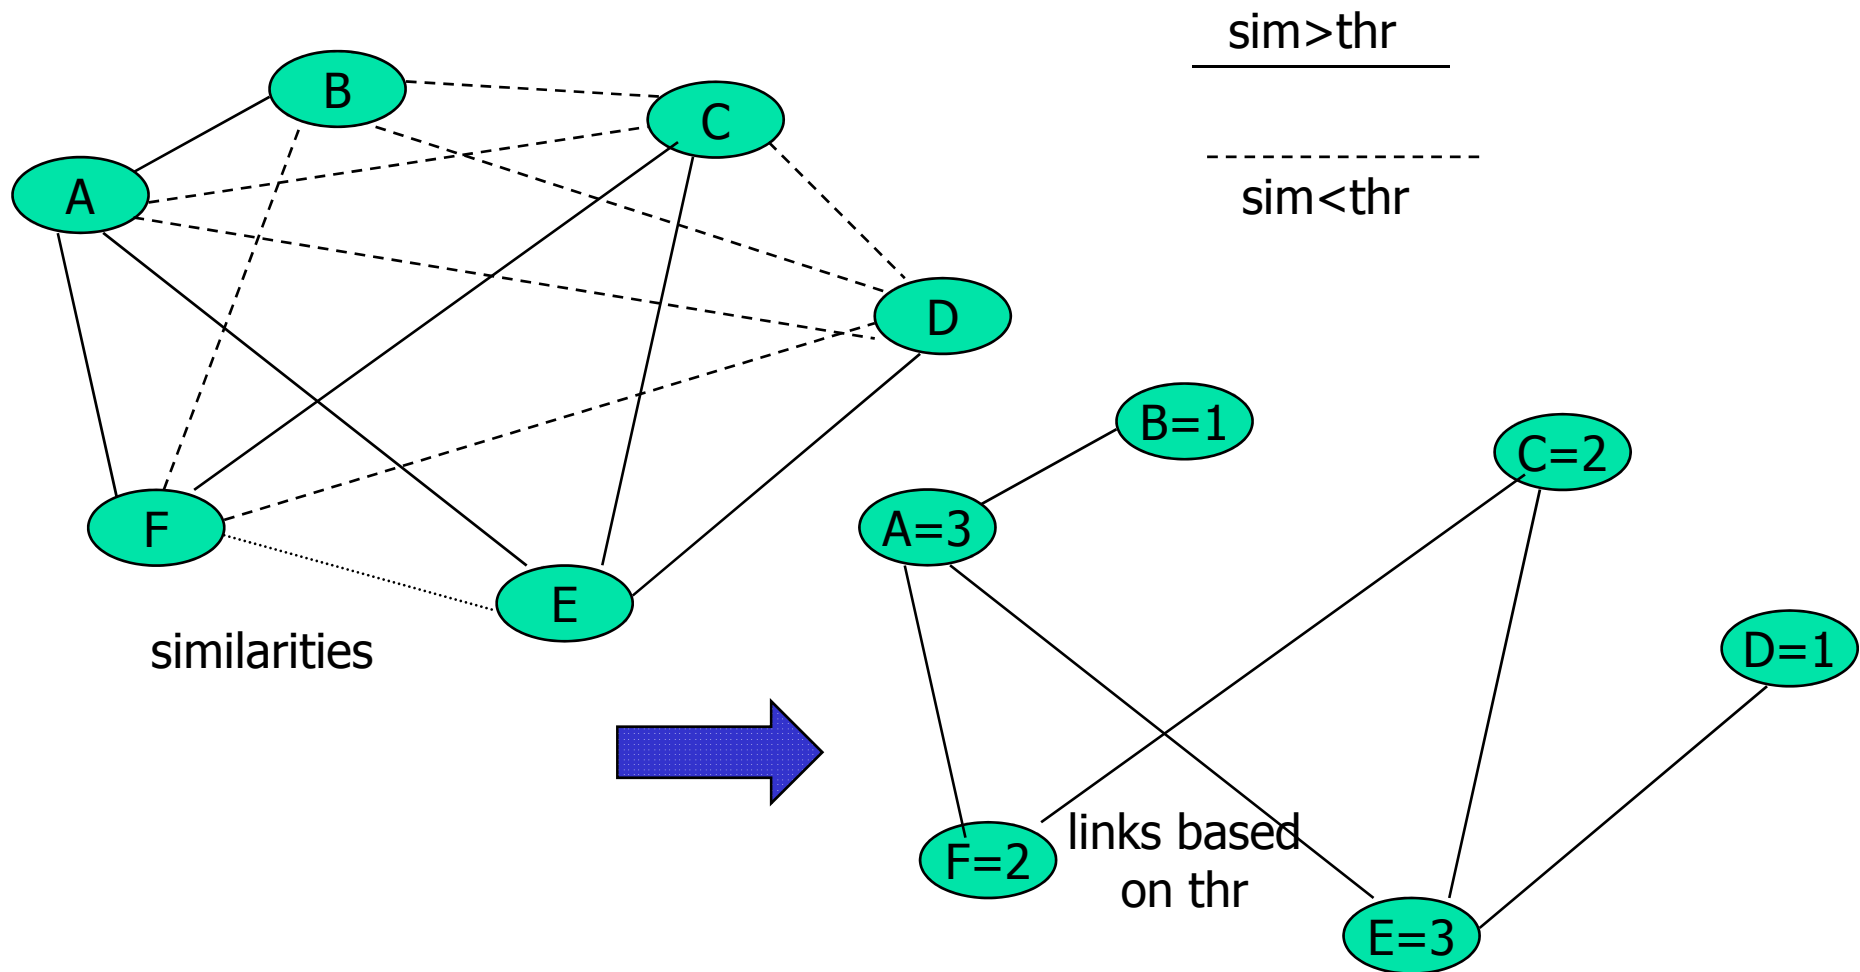 sim>thr
sim<thr
B
C
A
D
F
E
similarities
B=1
C=2
A=3
D=1
F=2
links based
on thr
E=3